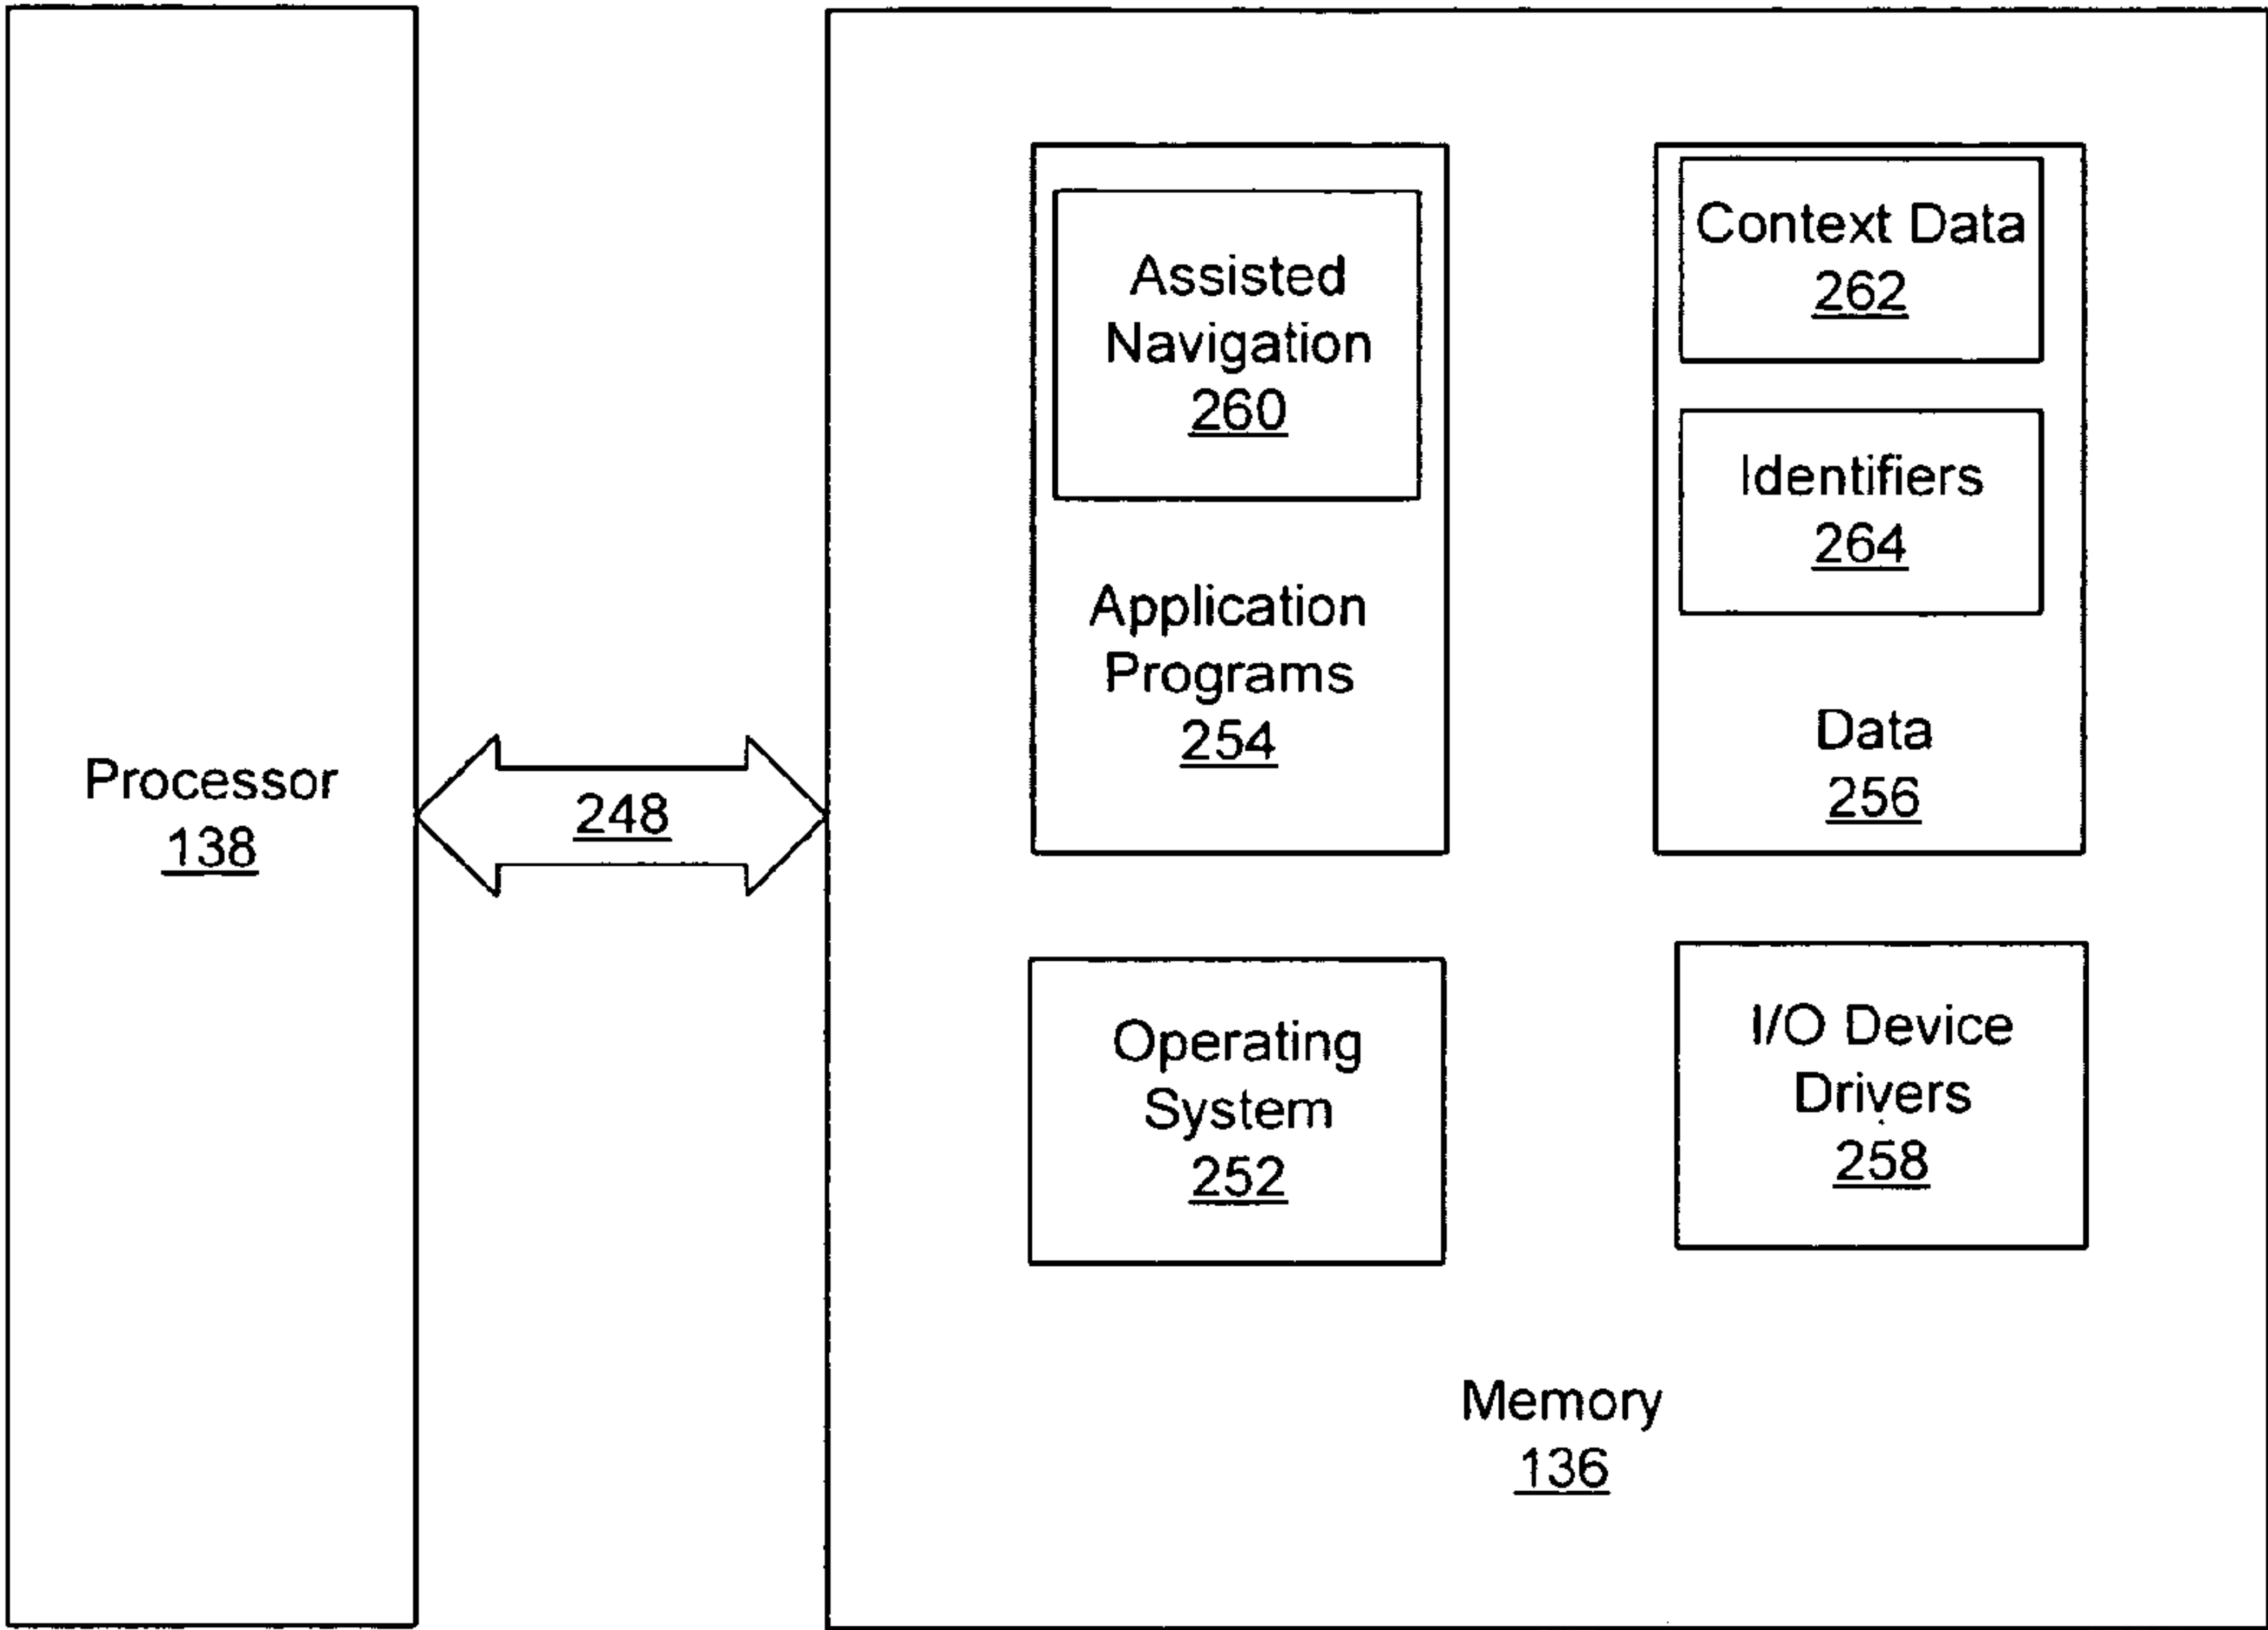 Processor
138
248
Assisted
Navigation
260
Application
Programs
254
Context Data
262
Identifiers
264
Data
256
Operating
System
252
I/O Device
Drivers
258
Memory
136